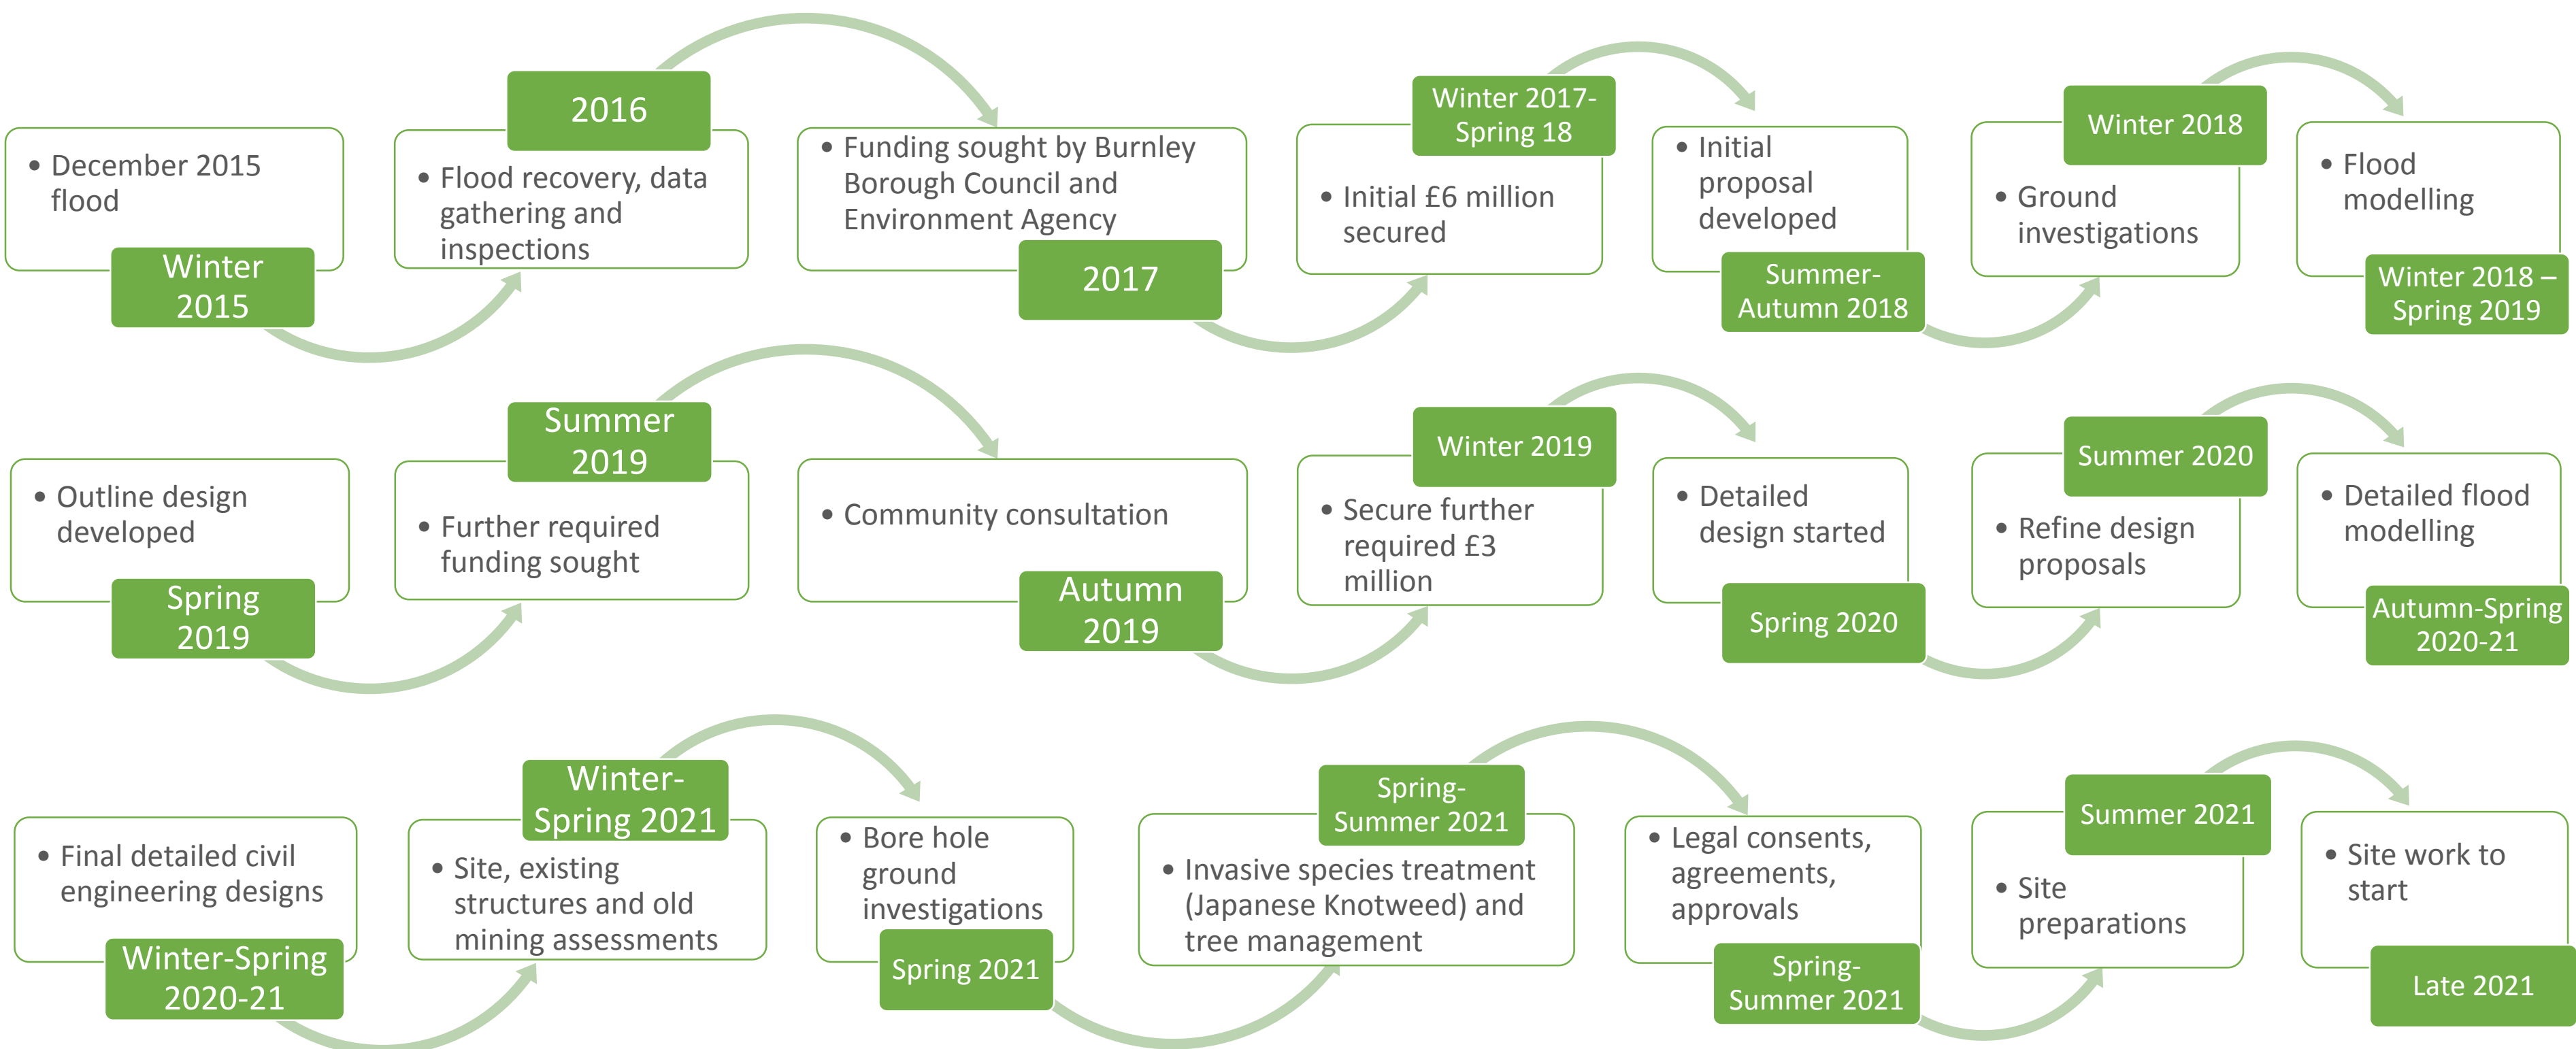 • December 2015
flood
Winter
2015
2016
• Flood recovery, data
gathering and
inspections
• Funding sought by Burnley
Borough Council and
Environment Agency
2017
Winter 2017-
Spring 18
• Initial £6 million
secured
• Initial
proposal
developed
Summer-
Autumn 2018
Winter 2018
• Ground
investigations
• Flood
modelling
Winter 2018 –
Spring 2019
• Outline design
developed
Spring
2019
Summer
2019
• Further required
funding sought
• Community consultation
Autumn
2019
Winter 2019
• Secure further
required £3
million
• Detailed
design started
Spring 2020
Summer 2020
• Refine design
proposals
• Detailed flood
modelling
Autumn-Spring
2020-21
• Final detailed civil
engineering designs
Winter-Spring
2020-21
Winter-
Spring 2021
• Site, existing
structures and old
mining assessments
• Bore hole
ground
investigations
Spring 2021
Spring-
Summer 2021
• Invasive species treatment
(Japanese Knotweed) and
tree management
• Legal consents,
agreements,
approvals
Spring-
Summer 2021
Summer 2021
• Site
preparations
• Site work to
start
Late 2021